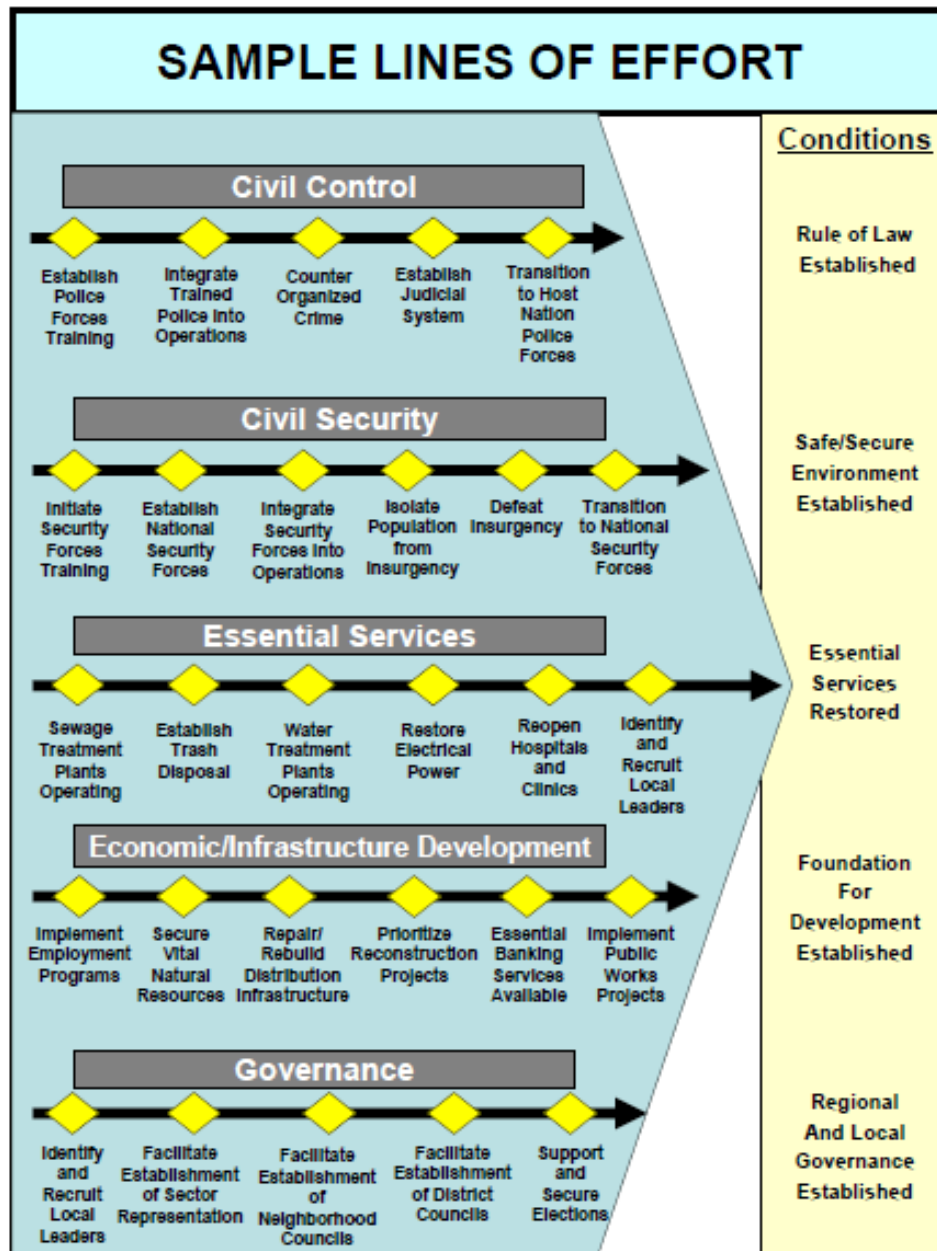 SAMPLE LINES OF EFFORT
Conditions
Civil Control
Establish
Police
Forces
Training
Integrate
Trained
Police into
Operations
Counter
Organized
Crime
Establish
Judicial
System
Transition
to Host
Nation
Police
Forces
Rule of Law
Established
Civil Security
Initiate
Security
Forces
Training
Establish
National
Security
Forces
Integrate
Security
Forces into
Operations
Isolate
Population
from
Insurgency
Defeat
Insurgency
Transition
to National
Security
Forces
Safe/Secure
Environment
Established
Essential Services
Sewage
Treatment
Plants
Operating
Establish
Trash
Disposal
Water
Treatment
Plants
Operating
Restore
Electrical
Power
Reopen
Hospitals
and
Clinics
Identify
and
Recruit
Local
Leaders
Essential
Services
Restored
Economic/Infrastructure Development
Implement
Employment
Programs
Secure
Vital
Natural
Resources
Repair/
Rebuild
Distribution
Infrastructure
Prioritize
Reconstruction
Projects
Essential
Banking
Services
Available
Implement
Public
Works
Projects
Foundation
For
Development
Established
Governance
Identify
and
Recruit
Local
Leaders
Facilitate
Establishment
of Sector
Representation
Facilitate
Establishment
of
Neighborhood
Councils
Facilitate
Establishment
of District
Councils
Support
and
Secure
Elections
Regional
And Local
Governance
Established